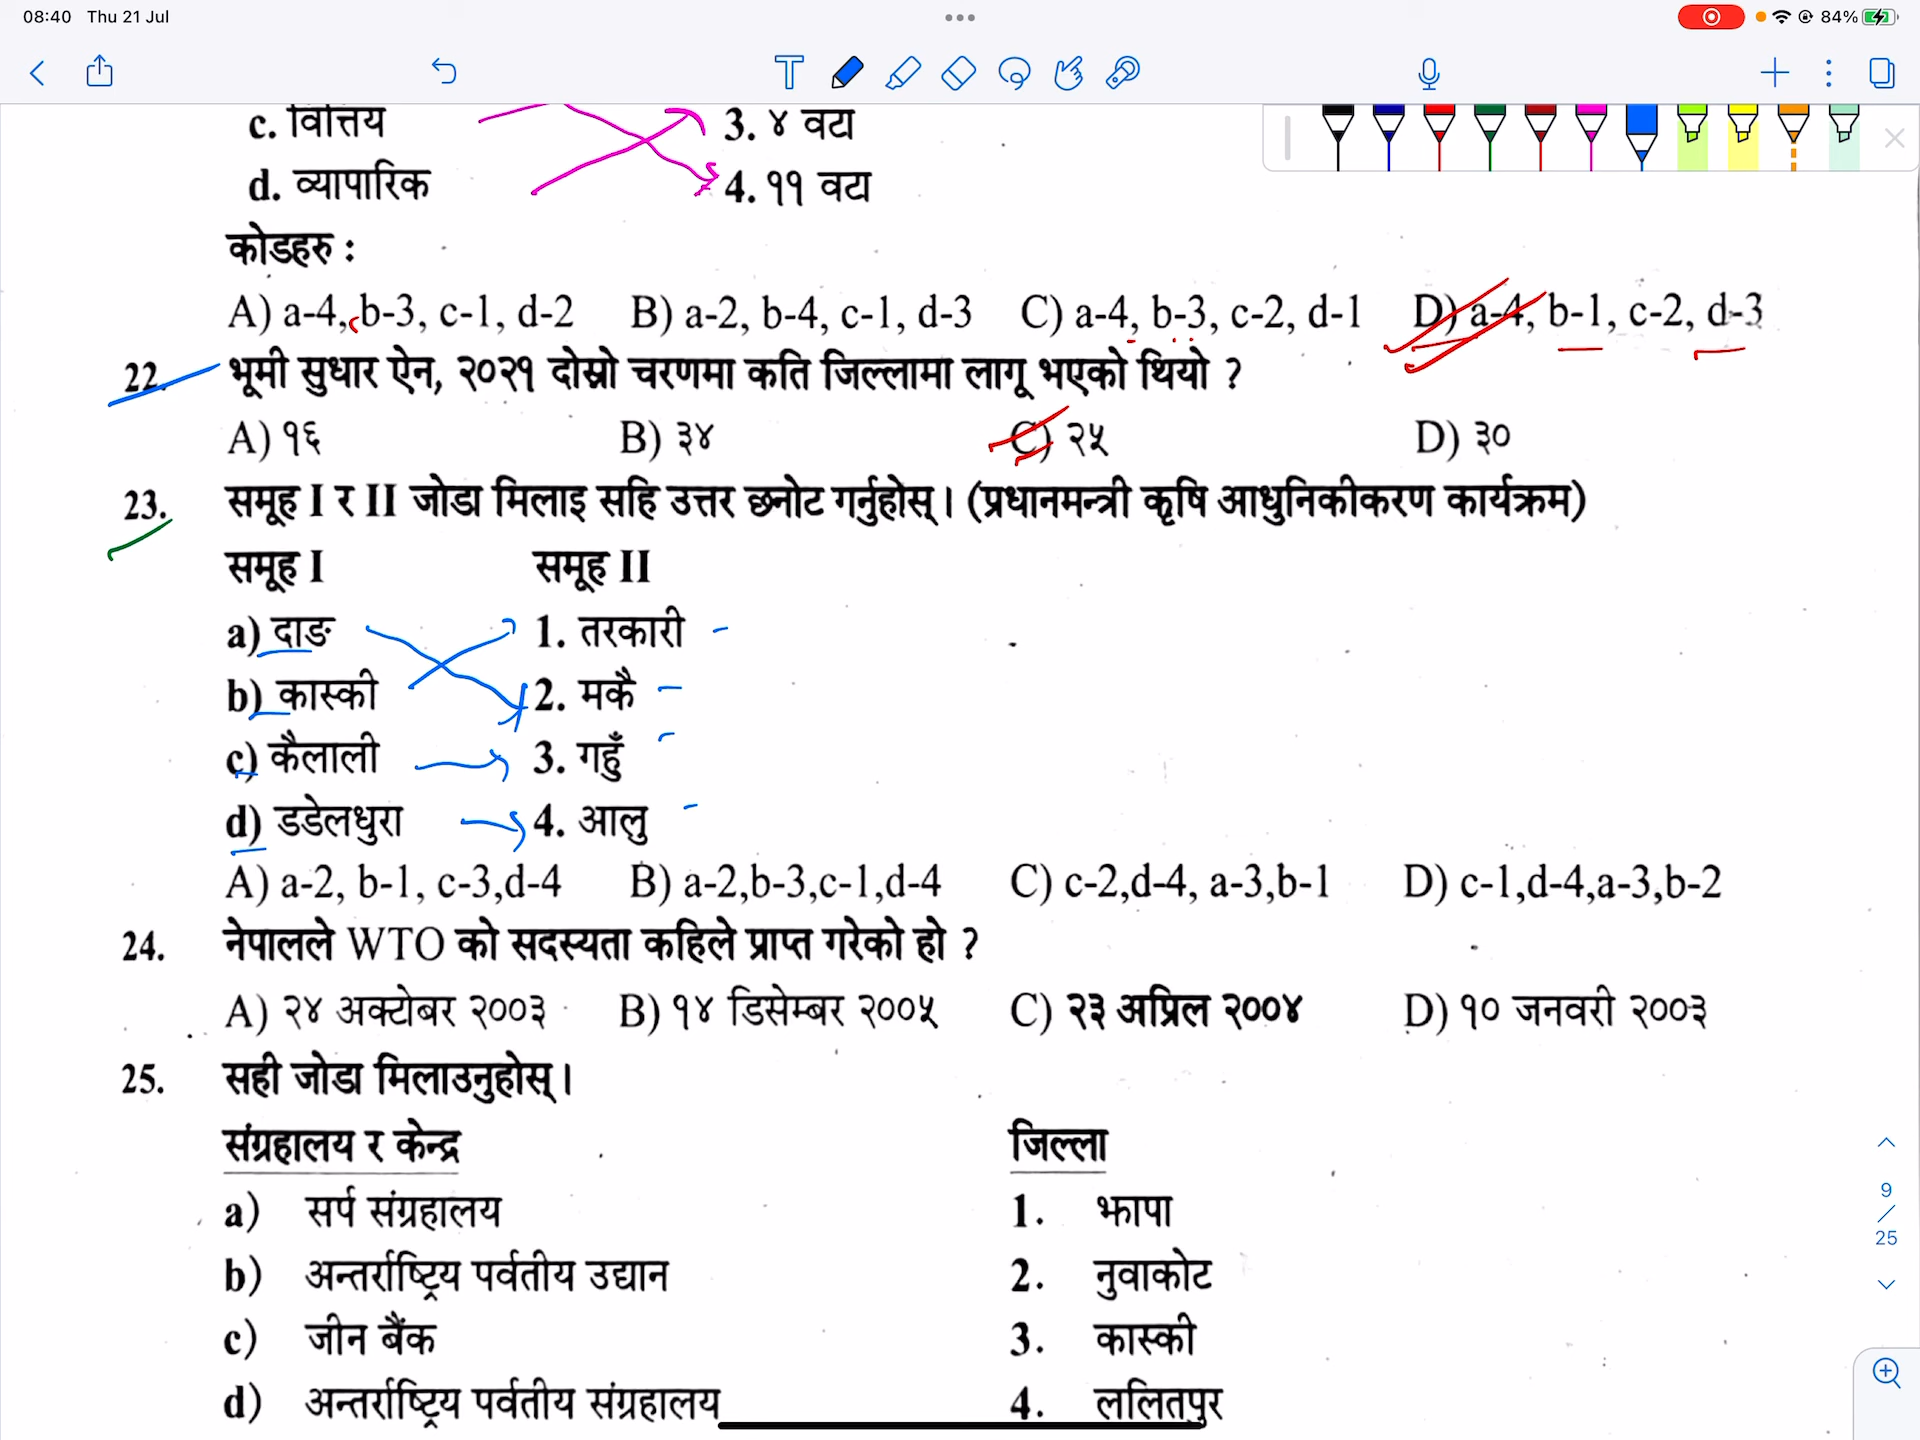 08:40 Thu 21 Jul
84%
c. वित्तिय 3. ४ वटा
d. व्यापारिक 4. ११ वटा
कोडहरु :
A) a-4, b-3, c-1, d-2 B) a-2, b-4, c-1, d-3 C) a-4, b-3, c-2, d-1 D) a-4, b-1, c-2, d-3
22. भूमी सुधार ऐन, २०२१ दोस्रो चरणमा कति जिल्लामा लागू भएको थियो ?
A) १६ B) ३४ C) २५ D) ३०
23. समूह I र II जोडा मिलाइ सहि उत्तर छनोट गर्नुहोस् । (प्रधानमन्त्री कृषि आधुनिकीकरण कार्यक्रम)
समूह I समूह II
a) दाङ 1. तरकारी
b) कास्की 2. मकै
c) कैलाली 3. गहुँ
d) डडेलधुरा 4. आलु
A) a-2, b-1, c-3,d-4 B) a-2,b-3,c-1,d-4 C) c-2,d-4, a-3,b-1 D) c-1,d-4,a-3,b-2
24. नेपालले WTO को सदस्यता कहिले प्राप्त गरेको हो ?
A) २४ अक्टोबर २००३ B) १४ डिसेम्बर २००५ C) २३ अप्रिल २००४ D) १० जनवरी २००३
25. सही जोडा मिलाउनुहोस् ।
संग्रहालय र केन्द्र जिल्ला
a) सर्प संग्रहालय 1. झापा
b) अन्तर्राष्ट्रिय पर्वतीय उद्यान 2. नुवाकोट
c) जीन बैंक 3. कास्की
d) अन्तर्राष्ट्रिय पर्वतीय संग्रहालय 4. ललितपुर
9
/
25